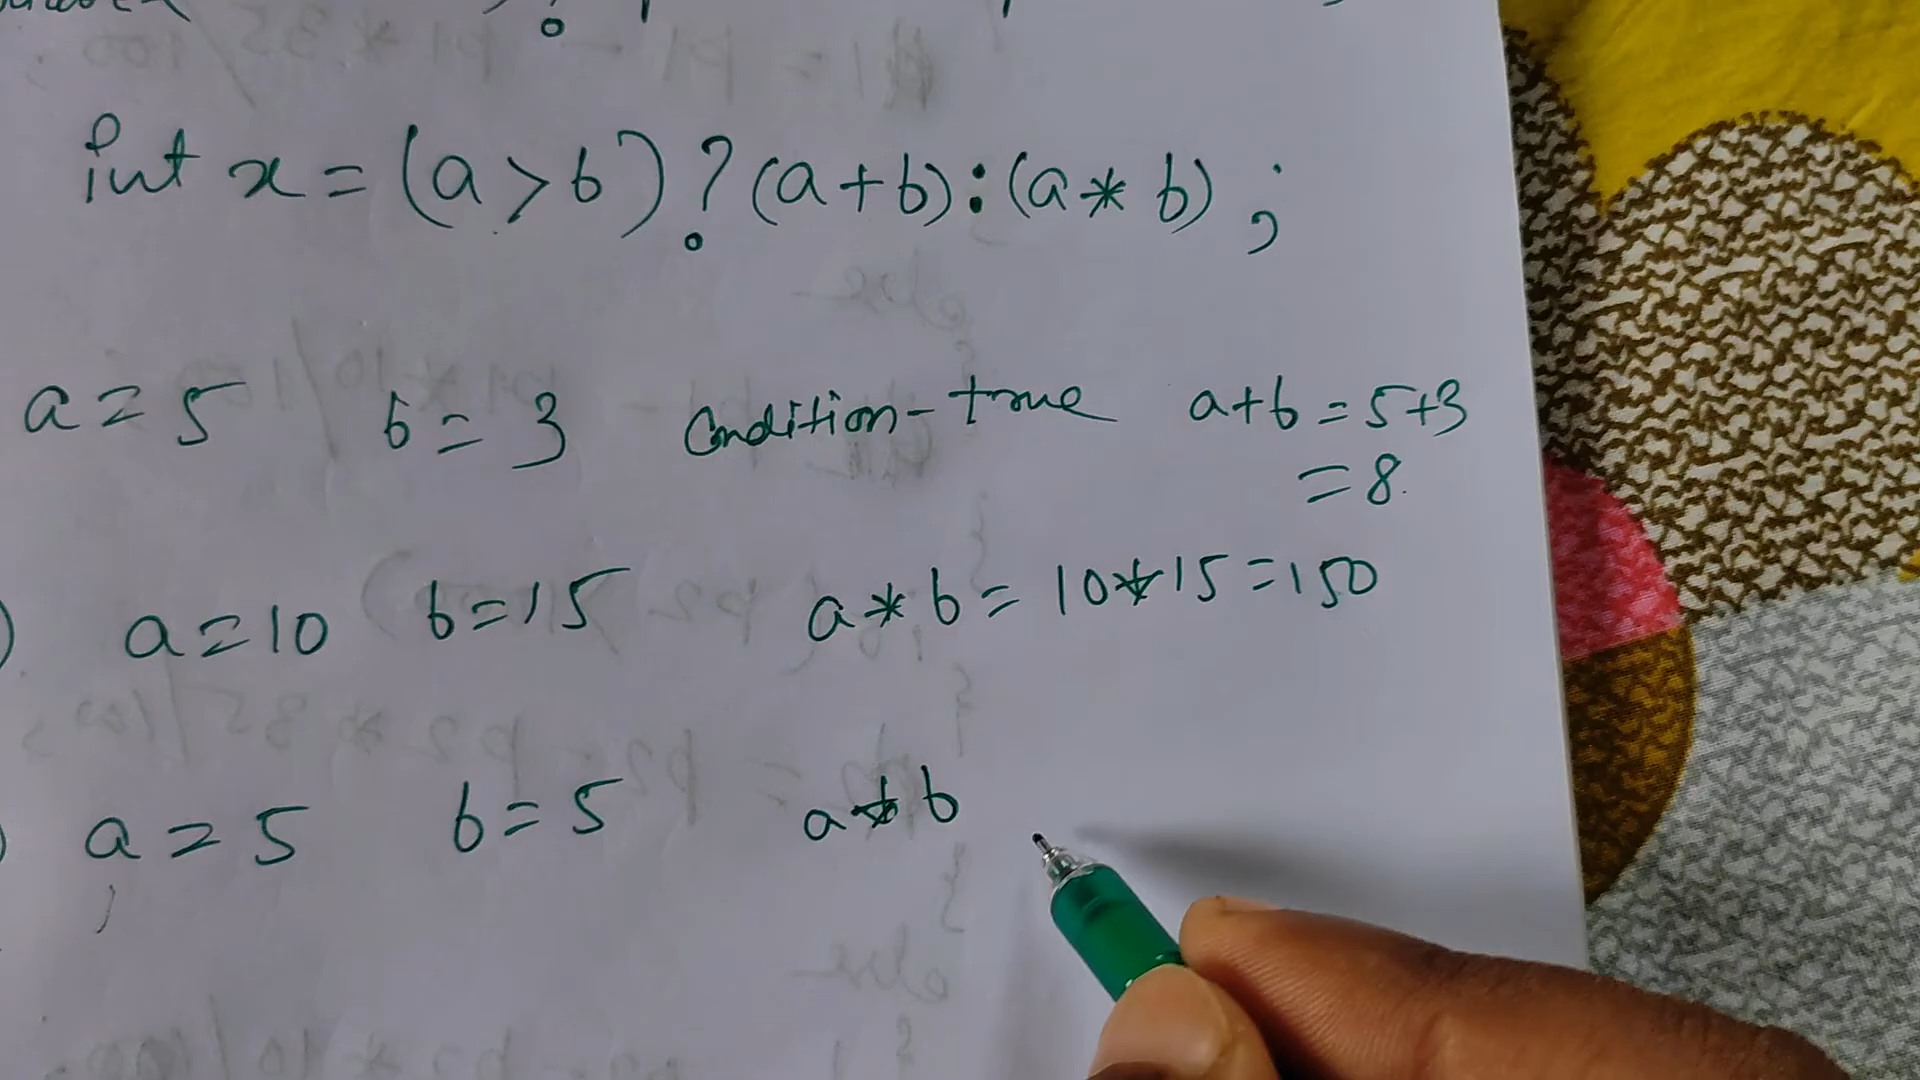 int x = (a > b) ? (a + b) : (a * b) ;
a = 5 b = 3 Condition - true a+b = 5+3
= 8.
) a = 10 b = 15 a * b = 10 * 15 = 150
) a = 5 b = 5 a * b